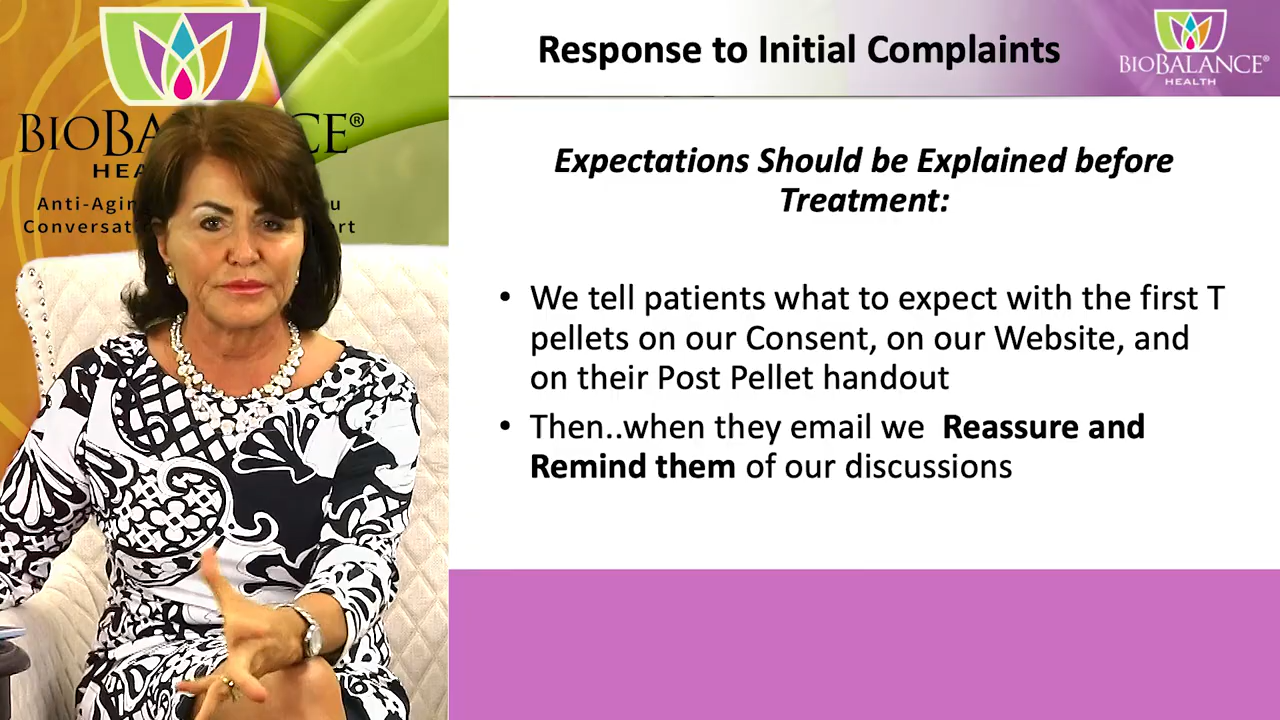 BIOBA CE®
HEA
Anti-Agin u
Conversati rt
Response to Initial Complaints
BIOBALANCE®
HEALTH
Expectations Should be Explained before
Treatment:
• We tell patients what to expect with the first T
pellets on our Consent, on our Website, and
on their Post Pellet handout
• Then..when they email we Reassure and
Remind them of our discussions